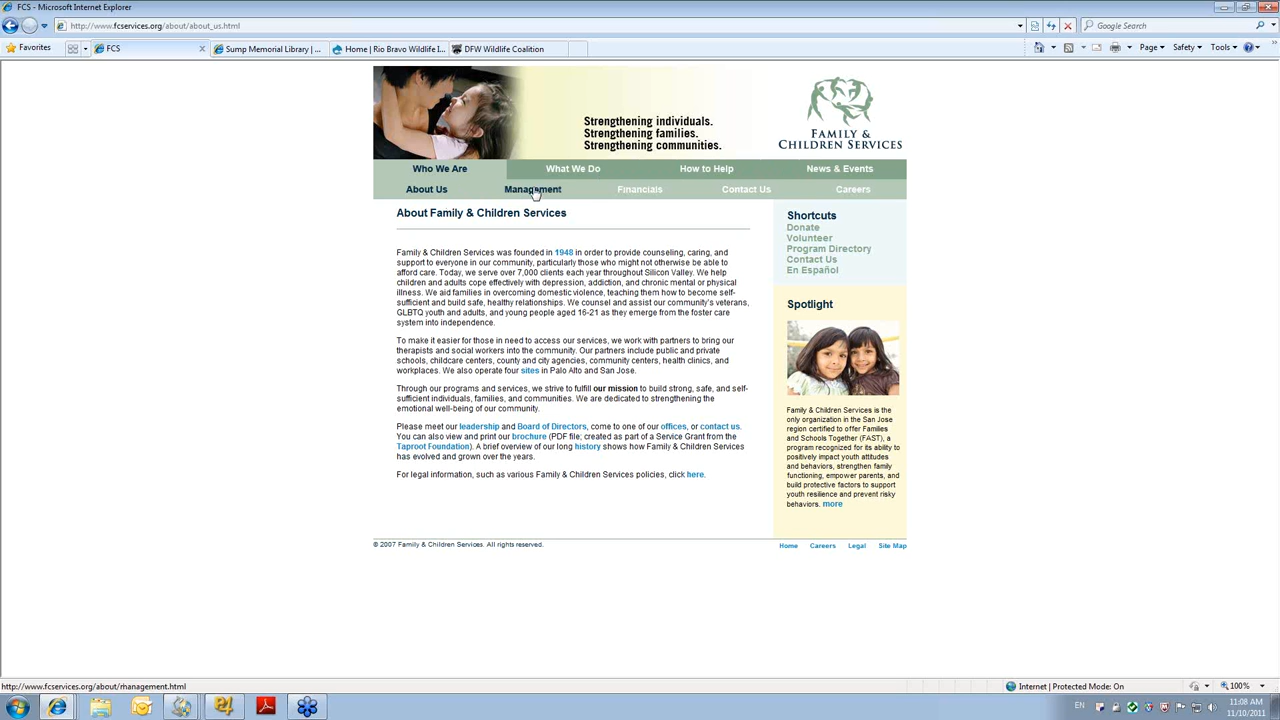 FCS - Microsoft Internet Explorer
http://www.fcservices.org/about/about_us.html
Google Search
Favorites
FCS
Sump Memorial Library | ...
Home | Rio Bravo Wildlife I...
DFW Wildlife Coalition
Page
Safety
Tools
Strengthening individuals.
Strengthening families.
Strengthening communities.
FAMILY &
CHILDREN SERVICES
Who We Are
What We Do
How to Help
News & Events
About Us
Management
Financials
Contact Us
Careers
About Family & Children Services
Family & Children Services was founded in 1948 in order to provide counseling, caring, and
support to everyone in our community, particularly those who might not otherwise be able to
afford care. Today, we serve over 7,000 clients each year throughout Silicon Valley. We help
children and adults cope effectively with depression, addiction, and chronic mental or physical
illness. We aid families in overcoming domestic violence, teaching them how to become self-
sufficient and build safe, healthy relationships. We counsel and assist our community's veterans,
GLBTQ youth and adults, and young people aged 16-21 as they emerge from the foster care
system into independence.
To make it easier for those in need to access our services, we work with partners to bring our
therapists and social workers into the community. Our partners include public and private
schools, childcare centers, county and city agencies, community centers, health clinics, and
workplaces. We also operate four sites in Palo Alto and San Jose.
Through our programs and services, we strive to fulfill our mission to build strong, safe, and self-
sufficient individuals, families, and communities. We are dedicated to strengthening the
emotional well-being of our community.
Please meet our leadership and Board of Directors, come to one of our offices, or contact us.
You can also view and print our brochure (PDF file; created as part of a Service Grant from the
Taproot Foundation). A brief overview of our long history shows how Family & Children Services
has evolved and grown over the years.
For legal information, such as various Family & Children Services policies, click here.
Shortcuts
Donate
Volunteer
Program Directory
Contact Us
En Español
Spotlight
Family & Children Services is the
only organization in the San Jose
region certified to offer Families
and Schools Together (FAST), a
program recognized for its ability to
positively impact youth attitudes
and behaviors, strengthen family
functioning, empower parents, and
build protective factors to support
youth resilience and prevent risky
behaviors. more
© 2007 Family & Children Services. All rights reserved.
Home
Careers
Legal
Site Map
http://www.fcservices.org/about/management.html
Internet | Protected Mode: On
100%
EN
11:08 AM
11/10/2011